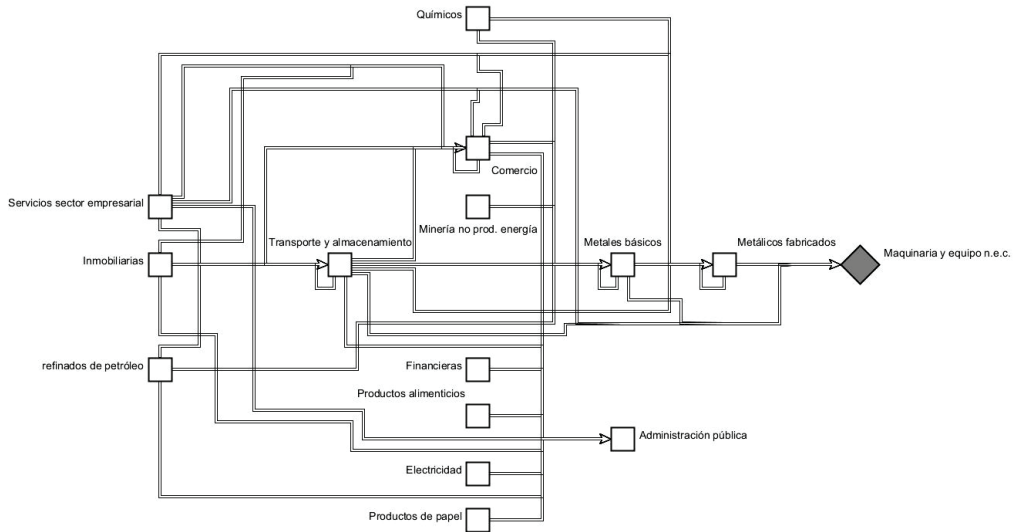 Químicos
Comercio
Servicios sector empresarial
Minería no prod. energía
Transporte y almacenamiento
Metales básicos
Metálicos fabricados
Inmobiliarias
Maquinaria y equipo n.e.c.
refinados de petróleo
Financieras
Productos alimenticios
Administración pública
Electricidad
Productos de papel